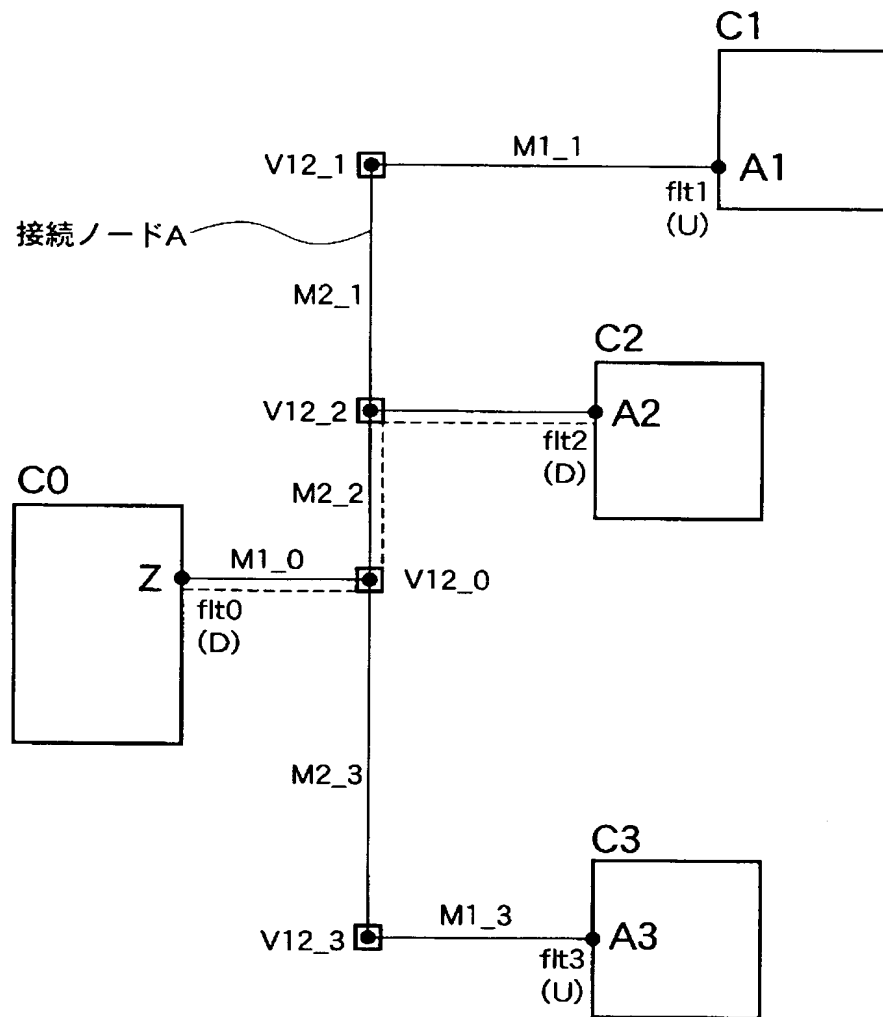 C1
M1_1
V12_1
A1
flt1
(U)
接続ノードA
M2_1
C2
V12_2
A2
flt2
(D)
C0
M2_2
M1_0
Z
V12_0
flt0
(D)
M2_3
C3
M1_3
V12_3
A3
flt3
(U)